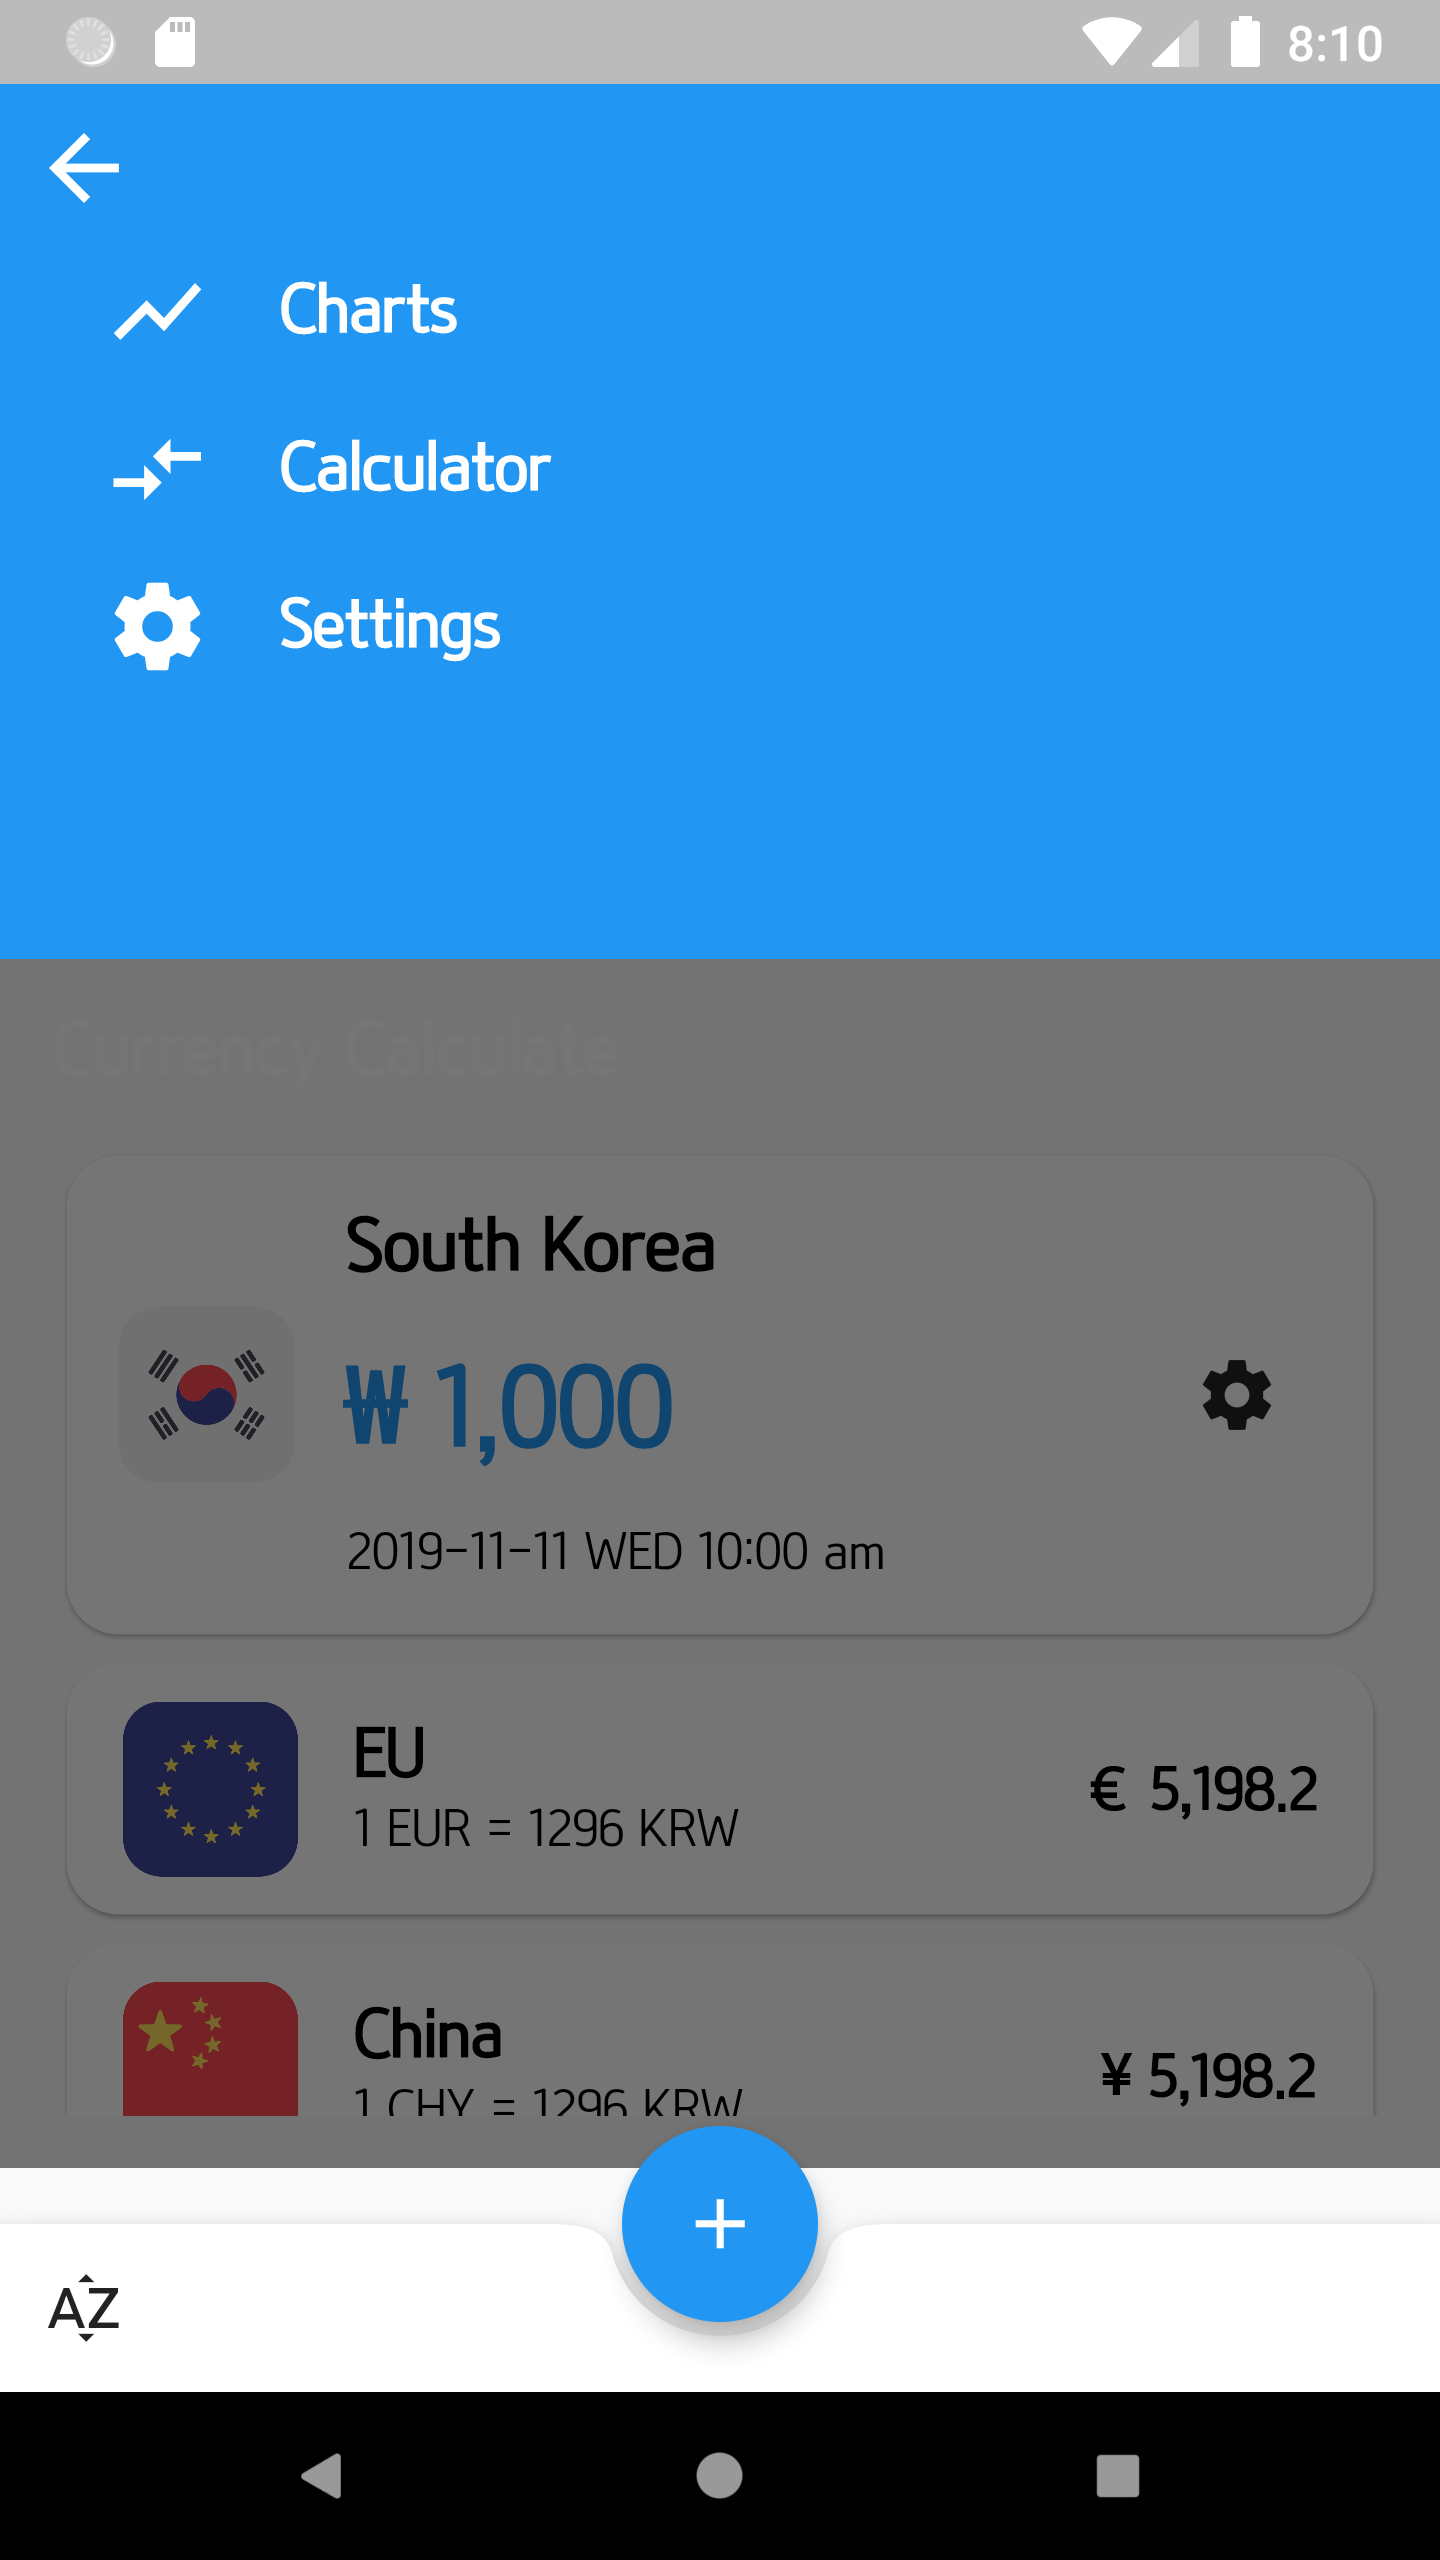 8:10
Charts
Calculator
Settings
Currency Calculate
South Korea
₩ 1,000
2019-11-11 WED 10:00 am
EU
1 EUR = 1296 KRW
€ 5,198.2
China
1 CHY = 1296 KRW
¥ 5,198.2
AZ